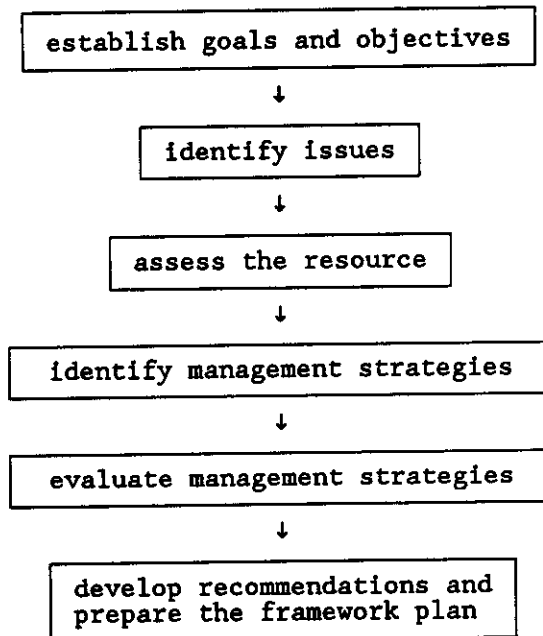 establish goals and objectives
↓
identify issues
↓
assess the resource
↓
identify management strategies
↓
evaluate management strategies
↓
develop recommendations and
prepare the framework plan